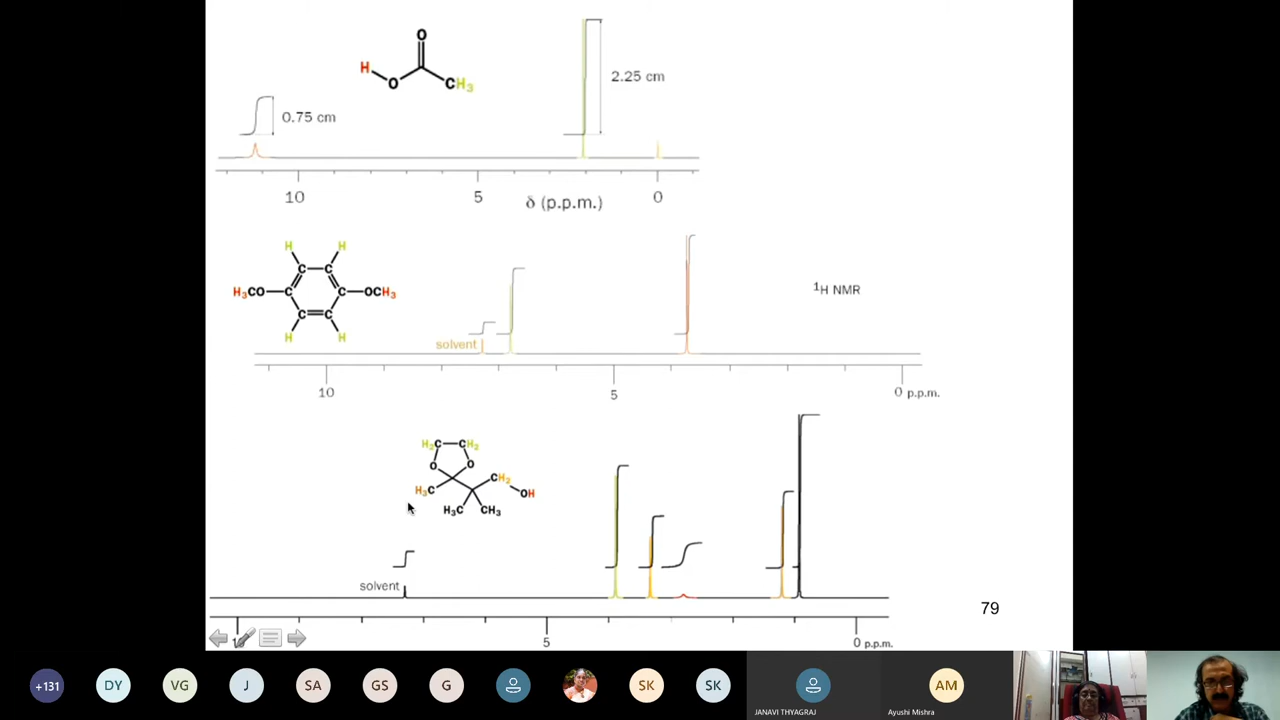 O
H
O
CH3
2.25 cm
0.75 cm
10
5
δ (p.p.m.)
0
H
H
H3CO
C
C
C
C
C
C
OCH3
H
H
1H NMR
solvent
10
5
0 p.p.m.
H2C
CH2
O
O
H3C
CH2
OH
H3C
CH3
solvent
5
0 p.p.m.
79
+131
DY
VG
J
SA
GS
G
SK
SK
AM
JANAVI THYAGRAJ
Ayushi Mishra